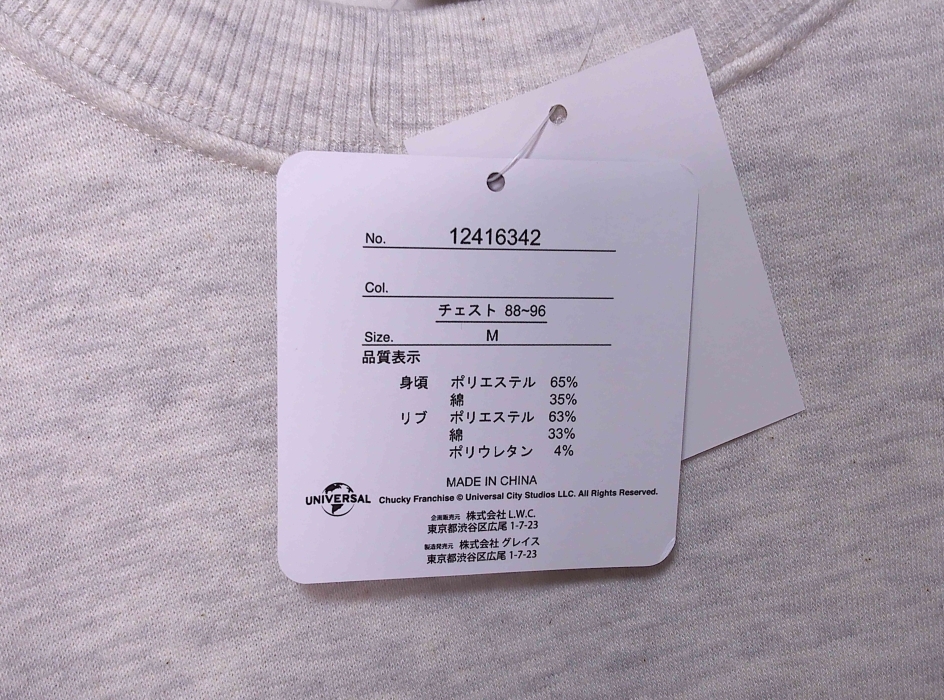 No. 12416342
Col.
チェスト 88~96
Size. M
品質表示
身頃 ポリエステル 65%
綿 35%
リブ ポリエステル 63%
綿 33%
ポリウレタン 4%
MADE IN CHINA
UNIVERSAL Chucky Franchise © Universal City Studios LLC. All Rights Reserved.
企画販売元 株式会社 L.W.C.
東京都渋谷区広尾 1-7-23
製造発売元 株式会社 グレイス
東京都渋谷区広尾 1-7-23